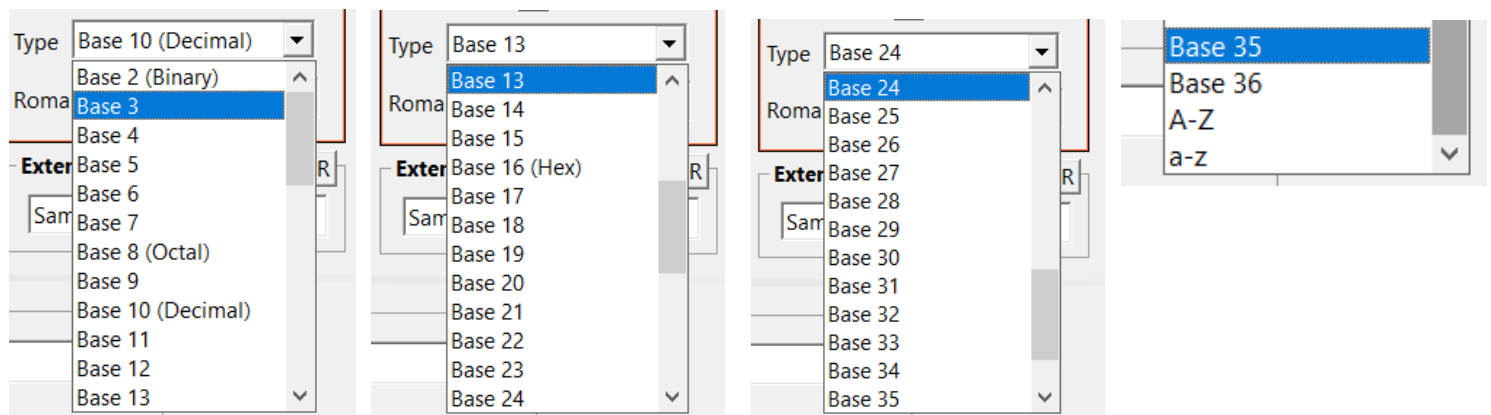 Type Base 10 (Decimal)
Base 2 (Binary)
Roma Base 3
Base 4
Exter Base 5 R
Base 6
Sam Base 7
Base 8 (Octal)
Base 9
Base 10 (Decimal)
Base 11
Base 12
Base 13
Type Base 13
Base 13
Roma Base 14
Base 15
Exter Base 16 (Hex) R
Base 17
Sam Base 18
Base 19
Base 20
Base 21
Base 22
Base 23
Base 24
Type Base 24
Base 24
Roma Base 25
Base 26
Exter Base 27 R
Base 28
Sam Base 29
Base 30
Base 31
Base 32
Base 33
Base 34
Base 35
Base 35
Base 36
A-Z
a-z